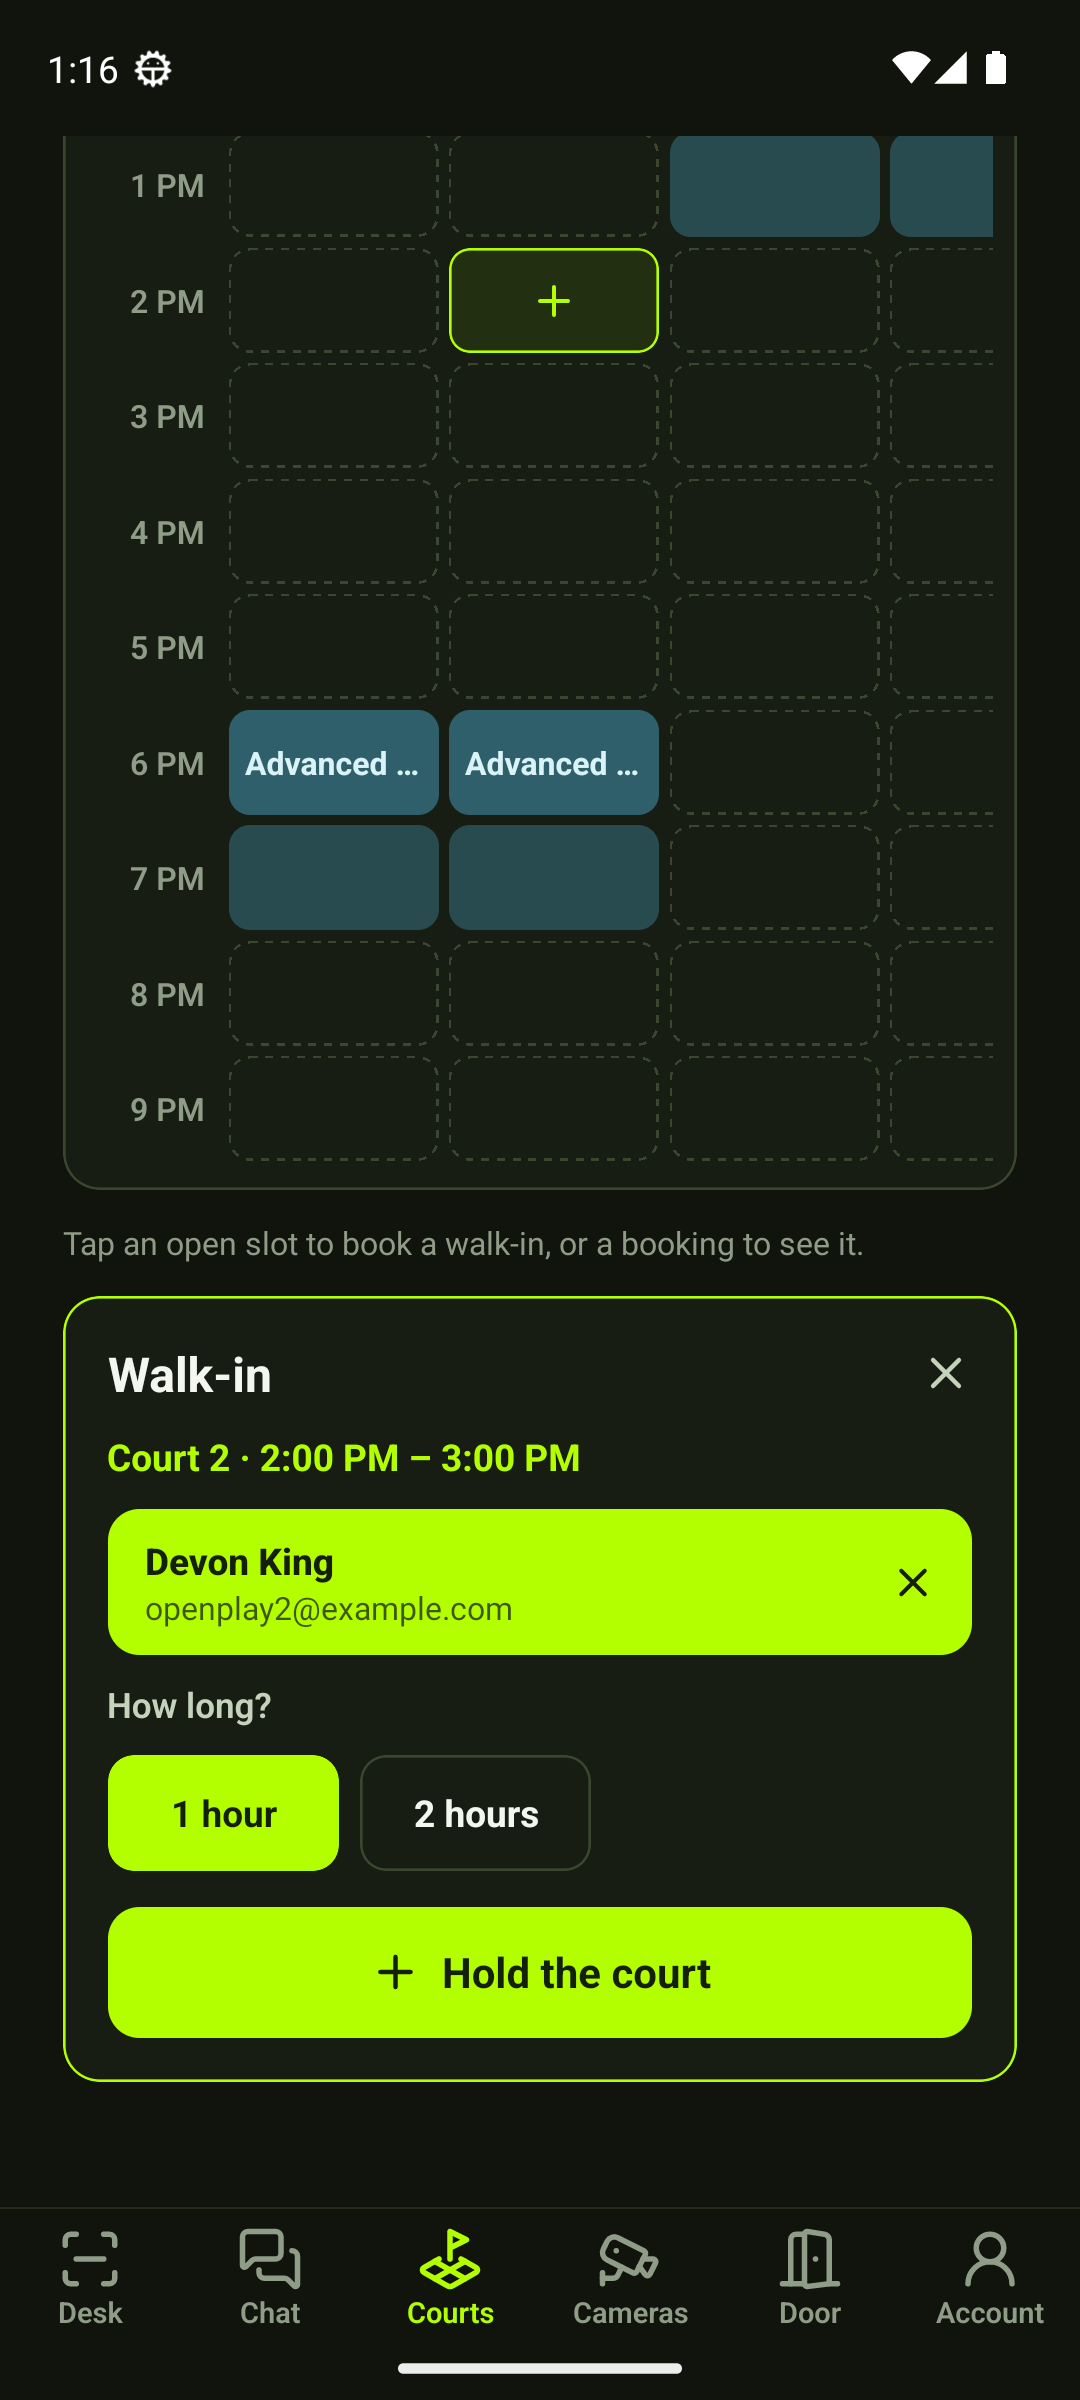 1:16
1 PM
2 PM
3 PM
4 PM
5 PM
6 PM Advanced ... Advanced ...
7 PM
8 PM
9 PM
Tap an open slot to book a walk-in, or a booking to see it.
Walk-in
Court 2 · 2:00 PM – 3:00 PM
Devon King
openplay2@example.com
How long?
1 hour 2 hours
+ Hold the court
Desk Chat Courts Cameras Door Account